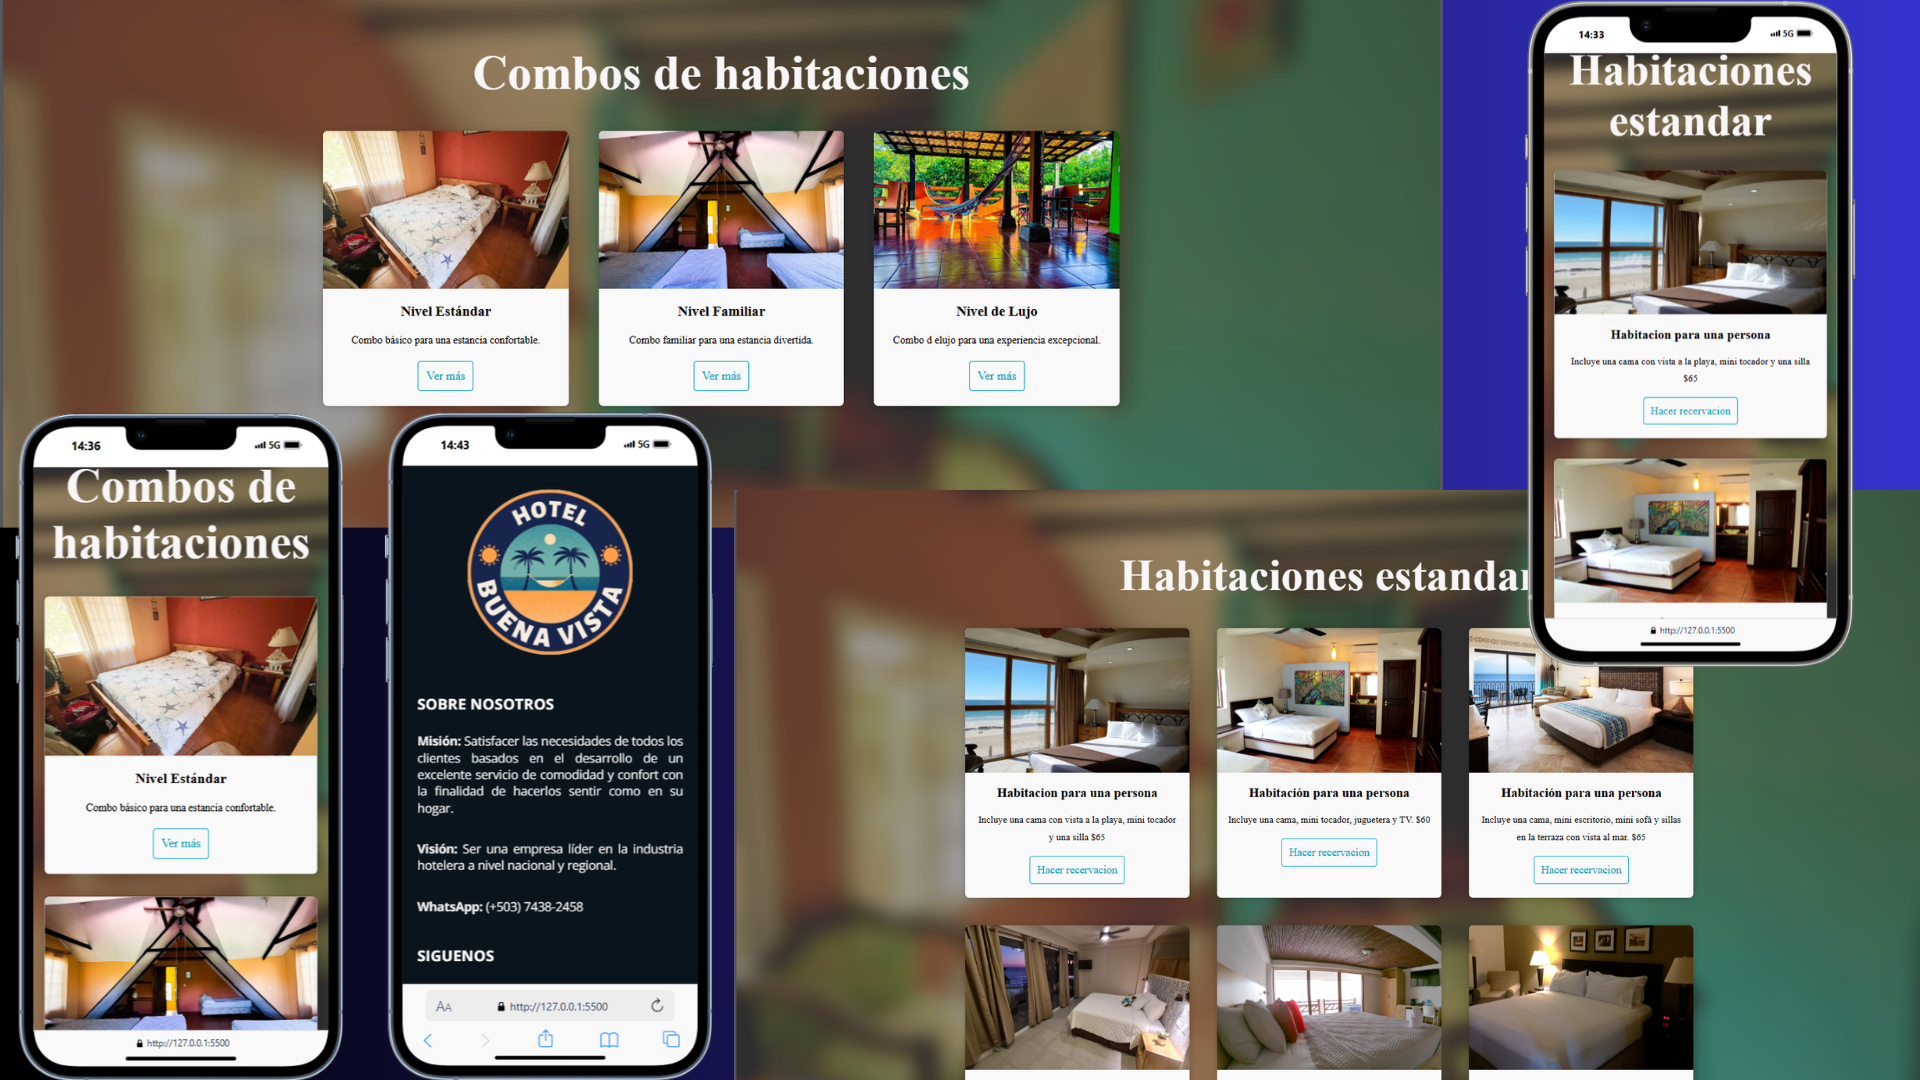 Combos de habitaciones
Nivel Estándar
Combo básico para una estancia confortable.
Ver más
Nivel Familiar
Combo familiar para una estancia divertida.
Ver más
Nivel de Lujo
Combo d elujo para una experiencia excepcional.
Ver más
14:33
5G
Habitaciones
estandar
Habitacion para una persona
Incluye una cama con vista a la playa, mini tocador y una silla
$65
Hacer recervacion
http://127.0.0.1:5500
14:36
5G
Combos de
habitaciones
Nivel Estándar
Combo básico para una estancia confortable.
Ver más
http://127.0.0.1:5500
14:43
5G
HOTEL
BUENA VISTA
SOBRE NOSOTROS
Misión: Satisfacer las necesidades de todos los
clientes basados en el desarrollo de un
excelente servicio de comodidad y confort con
la finalidad de hacerlos sentir como en su
hogar.
Visión: Ser una empresa líder en la industria
hotelera a nivel nacional y regional.
WhatsApp: (+503) 7438-2458
SIGUENOS
AA
http://127.0.0.1:5500
Habitaciones estandar
Habitacion para una persona
Incluye una cama con vista a la playa, mini tocador
y una silla $65
Hacer recervacion
Habitación para una persona
Incluye una cama, mini tocador, juguetera y TV. $60
Hacer recervacion
Habitación para una persona
Incluye una cama, mini escritorio, mini sofá y sillas
en la terraza con vista al mar. $65
Hacer recervacion